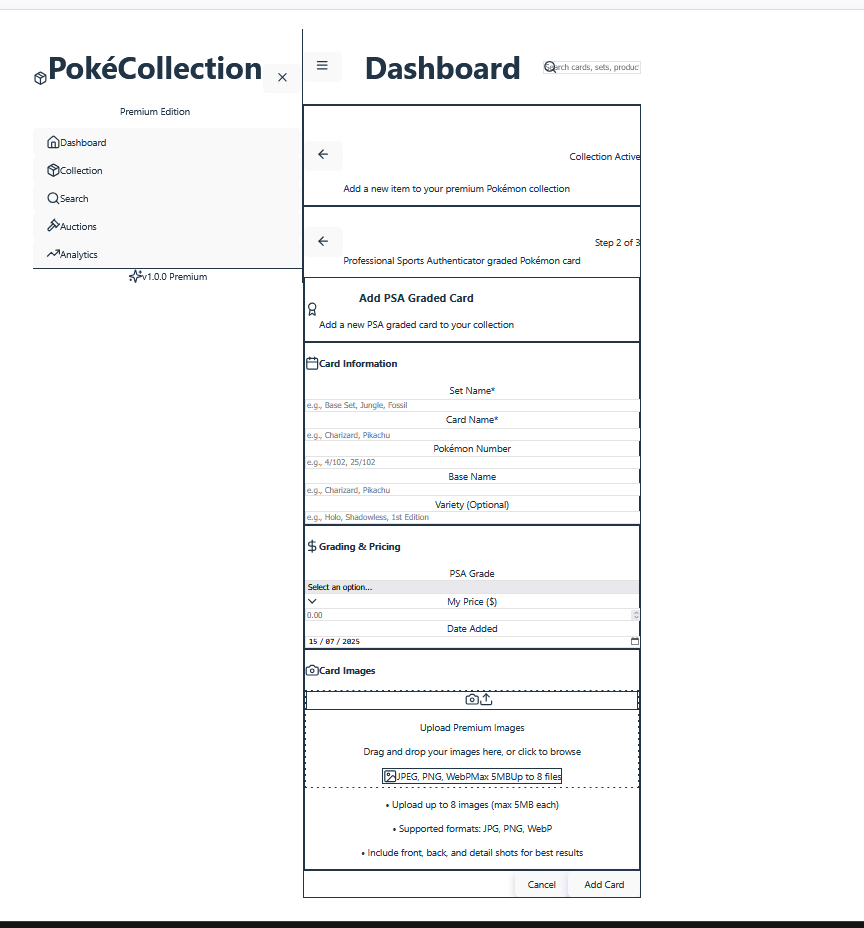 PokéCollection
Premium Edition
Dashboard
Collection
Search
Auctions
Analytics
v1.0.0 Premium
Dashboard
Search cards, sets, produc
Collection Active
Add a new item to your premium Pokémon collection
Step 2 of 3
Professional Sports Authenticator graded Pokémon card
Add PSA Graded Card
Add a new PSA graded card to your collection
Card Information
Set Name*
e.g., Base Set, Jungle, Fossil
Card Name*
e.g., Charizard, Pikachu
Pokémon Number
e.g., 4/102, 25/102
Base Name
e.g., Charizard, Pikachu
Variety (Optional)
e.g., Holo, Shadowless, 1st Edition
Grading & Pricing
PSA Grade
Select an option...
My Price ($)
0.00
Date Added
15 / 07 / 2025
Card Images
Upload Premium Images
Drag and drop your images here, or click to browse
JPEG, PNG, WebPMax 5MBUp to 8 files
• Upload up to 8 images (max 5MB each)
• Supported formats: JPG, PNG, WebP
• Include front, back, and detail shots for best results
Cancel
Add Card